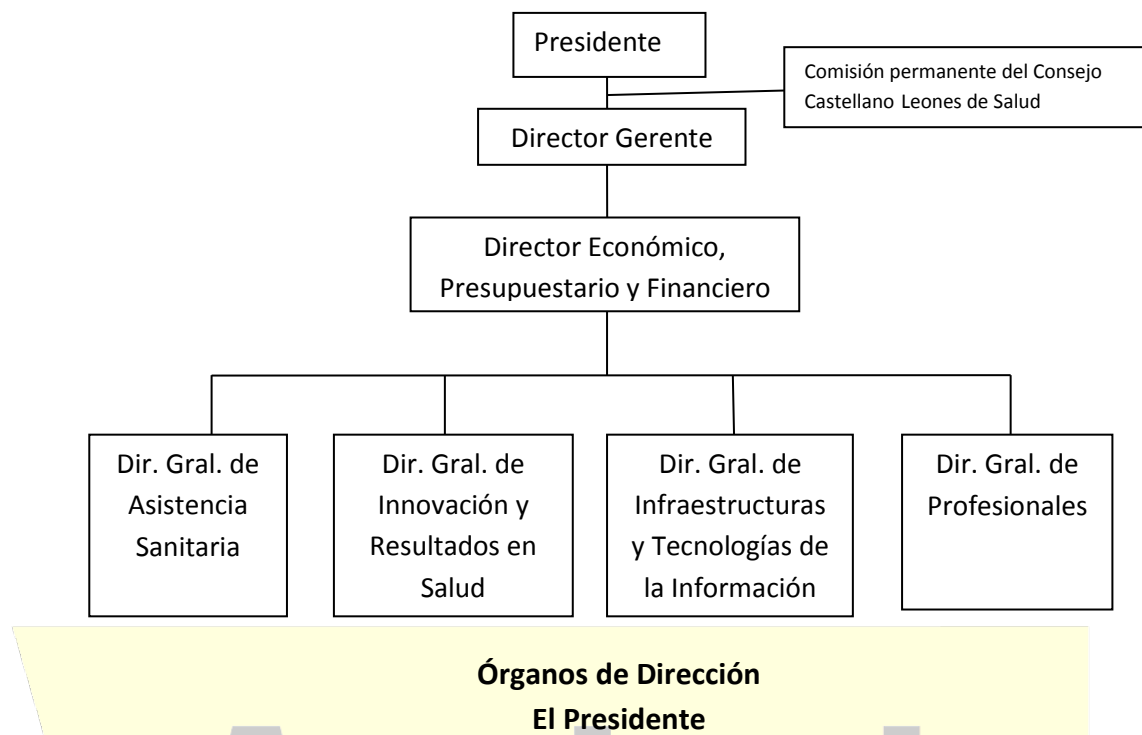 Presidente
Comisión permanente del Consejo
Castellano Leones de Salud
Director Gerente
Director Económico,
Presupuestario y Financiero
Dir. Gral. de
Asistencia
Sanitaria
Dir. Gral. de
Innovación y
Resultados en
Salud
Dir. Gral. de
Infraestructuras
y Tecnologías de
la Información
Dir. Gral. de
Profesionales
Órganos de Dirección
El Presidente